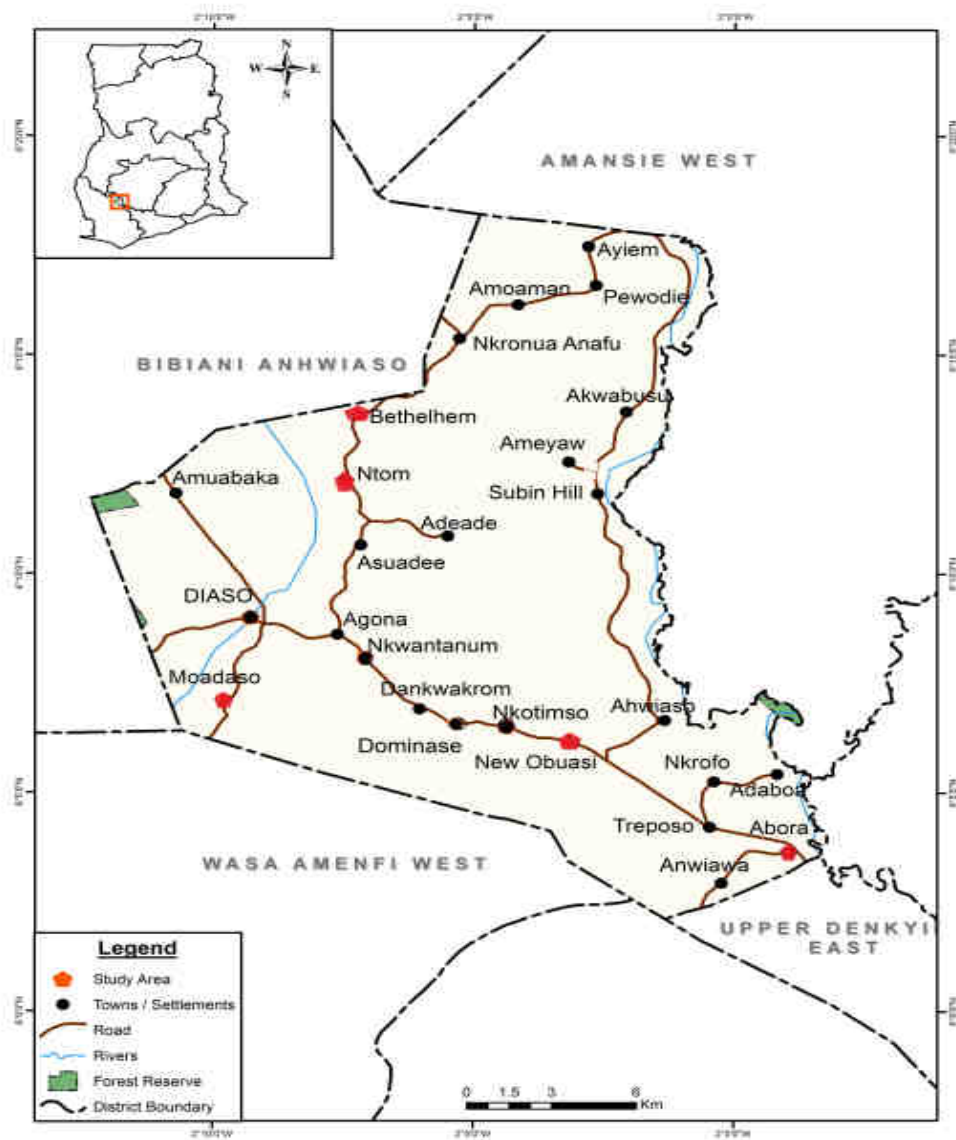 N
W E
S
AMANSIE WEST
Ayiem
Amoaman
Pewodie
Nkronua Anafu
BIBIANI ANHWIASO
Akwabusu
Bethelhem
Ameyaw
Ntom
Amuabaka
Subin Hill
Adeade
Asuadee
DIASO
Agona
Nkwantanum
Moadaso
Dankwakrom
Nkotimso
Ahwiaso
Dominase
New Obuasi
Nkrofo
Adaboa
Treposo
Abora
WASA AMENFI WEST
Anwiawa
UPPER DENKYI
EAST
Legend
Study Area
Towns / Settlements
Road
Rivers
Forest Reserve
District Boundary
0 1.5 3 6
Km